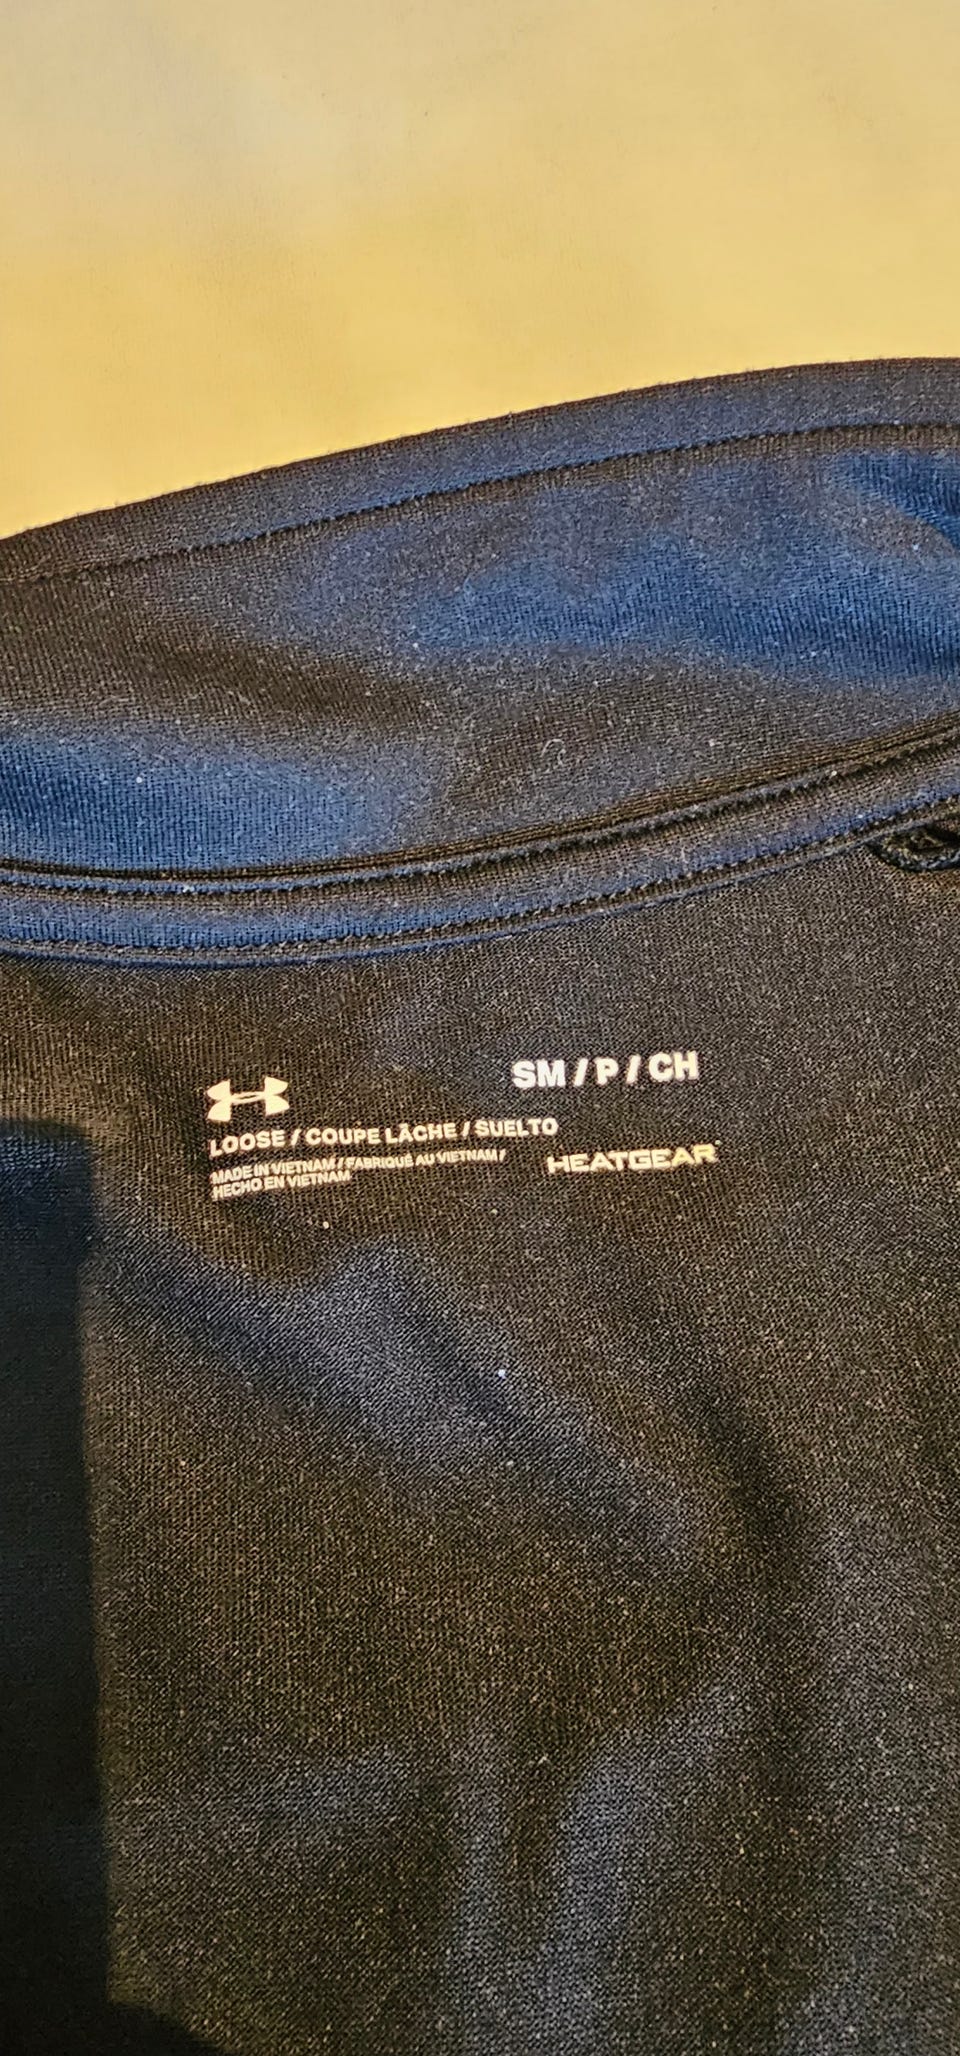 SM / P / CH
LOOSE / COUPE LÂCHE / SUELTO
MADE IN VIETNAM / FABRIQUÉ AU VIETNAM /
HECHO EN VIETNAM
HEATGEAR